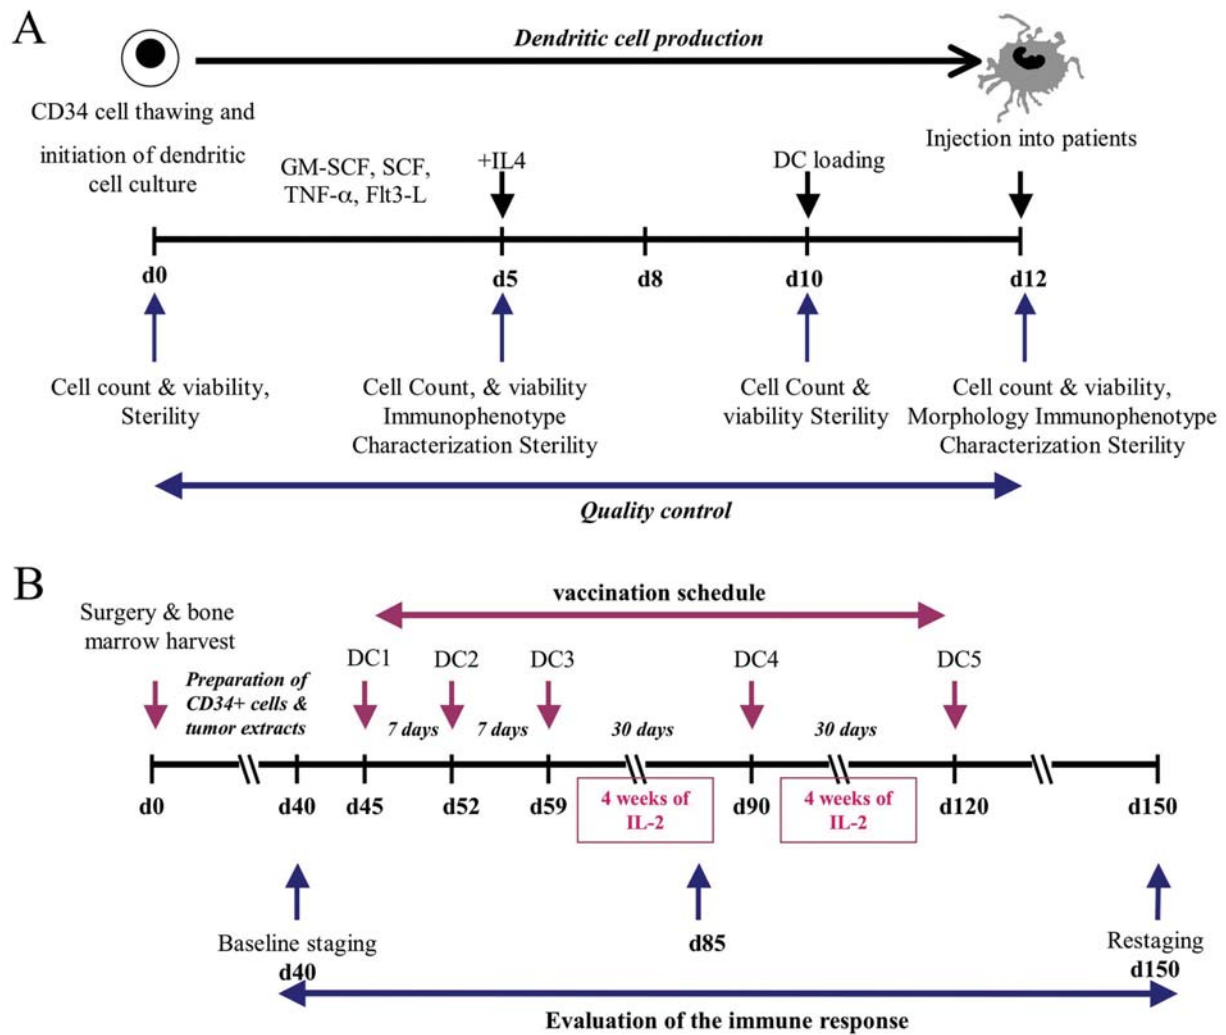 A
Dendritic cell production
CD34 cell thawing and
initiation of dendritic
cell culture
GM-SCF, SCF,
TNF-α, Flt3-L
+IL4
DC loading
Injection into patients
d0
d5
d8
d10
d12
Cell count & viability,
Sterility
Cell Count, & viability
Immunophenotype
Characterization Sterility
Cell Count &
viability Sterility
Cell count & viability,
Morphology Immunophenotype
Characterization Sterility
Quality control
B
vaccination schedule
Surgery & bone
marrow harvest
Preparation of
CD34+ cells &
tumor extracts
DC1
DC2
DC3
DC4
DC5
7 days
7 days
30 days
30 days
d0
d40
d45
d52
d59
4 weeks of
IL-2
d90
4 weeks of
IL-2
d120
d150
Baseline staging
d40
d85
Restaging
d150
Evaluation of the immune response